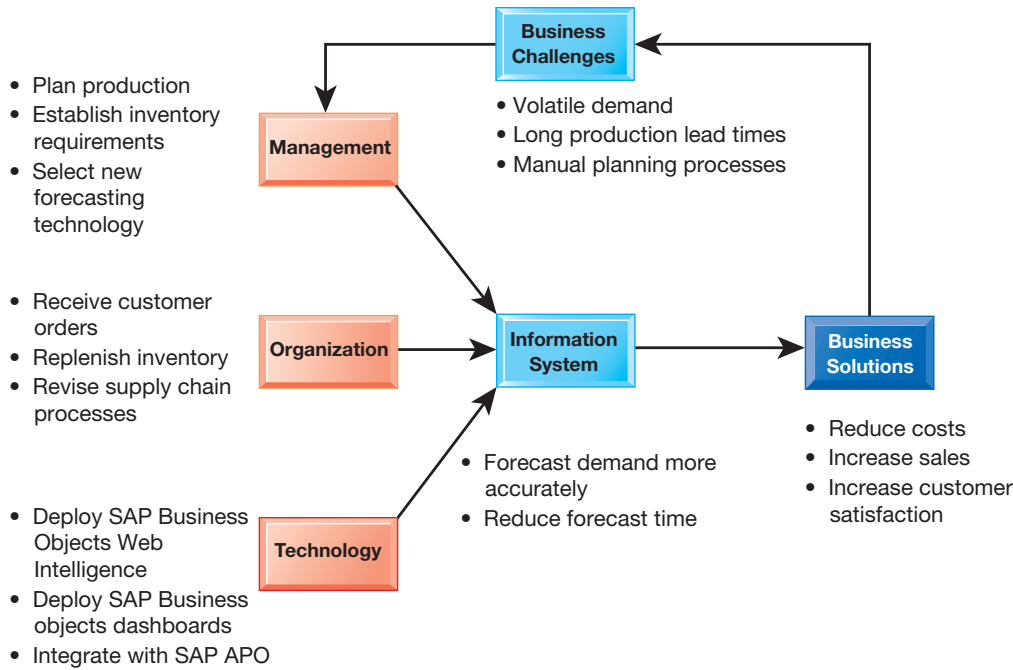 Business
Challenges
• Volatile demand
• Long production lead times
• Manual planning processes
• Plan production
• Establish inventory
requirements
• Select new
forecasting
technology
Management
• Receive customer
orders
• Replenish inventory
• Revise supply chain
processes
Organization
Information
System
• Forecast demand more
accurately
• Reduce forecast time
Business
Solutions
• Reduce costs
• Increase sales
• Increase customer
satisfaction
• Deploy SAP Business
Objects Web
Intelligence
• Deploy SAP Business
objects dashboards
• Integrate with SAP APO
Technology